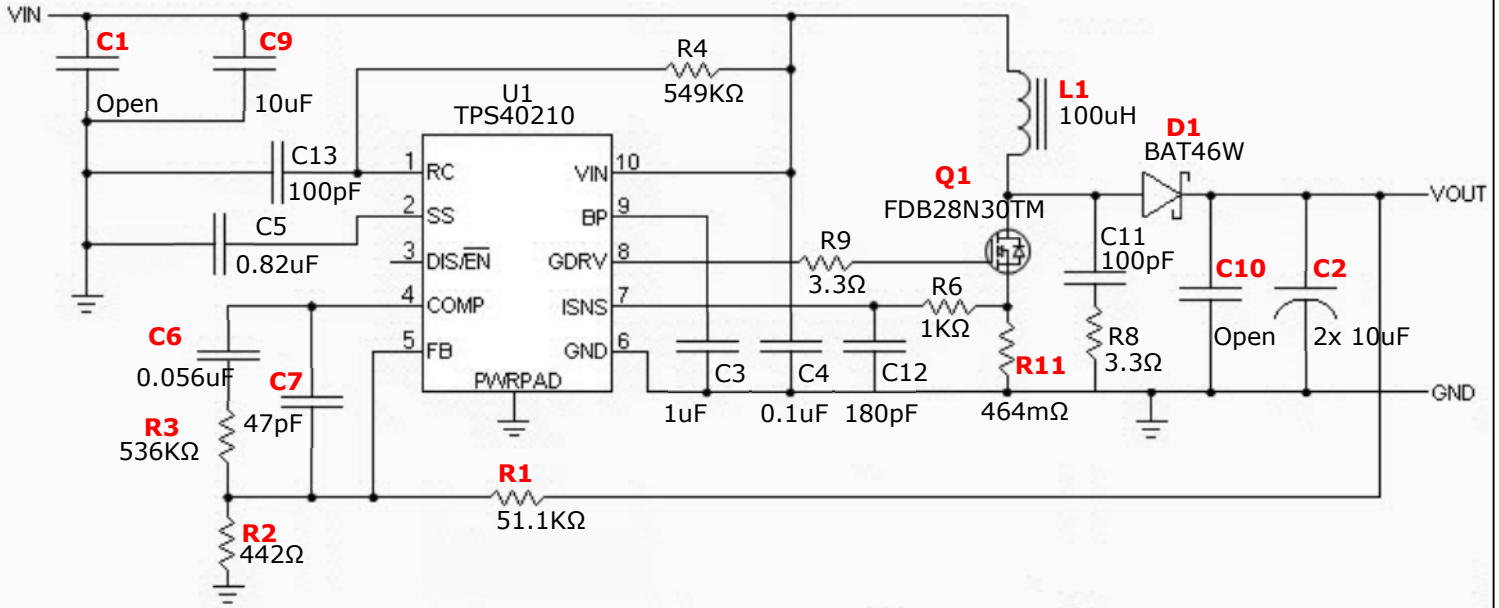 VIN
C1
C9
Open
10uF
R4
549KΩ
U1
TPS40210
L1
100uH
D1
BAT46W
C13
100pF
1 RC
VIN 10
Q1
FDB28N30TM
VOUT
2 SS
BP 9
C5
0.82uF
3 DIS/EN
GDRV 8
R9
3.3Ω
C11
100pF
C10
Open
C2
2x 10uF
4 COMP
ISNS 7
R6
1KΩ
C6
0.056uF
5 FB
GND 6
R11
464mΩ
R8
3.3Ω
C7
47pF
PWRPAD
C3
1uF
C4
0.1uF
C12
180pF
GND
R3
536KΩ
R1
51.1KΩ
R2
442Ω